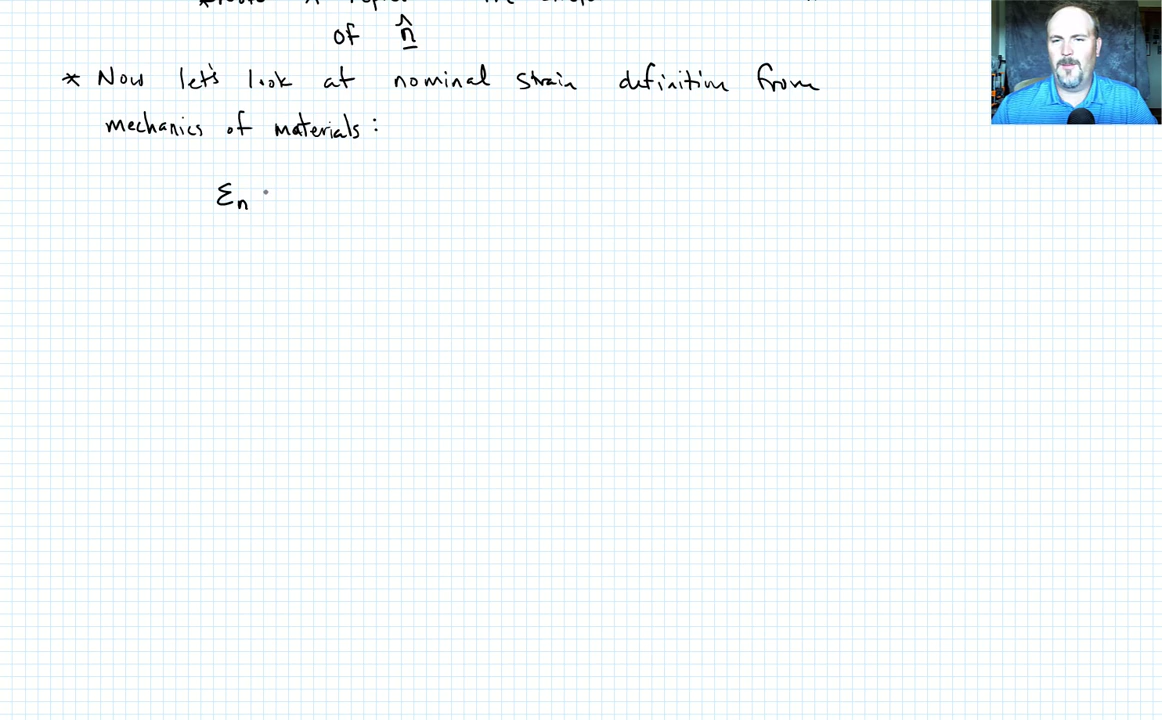 of n̂
* Now let's look at nominal strain definition from
mechanics of materials :
εn